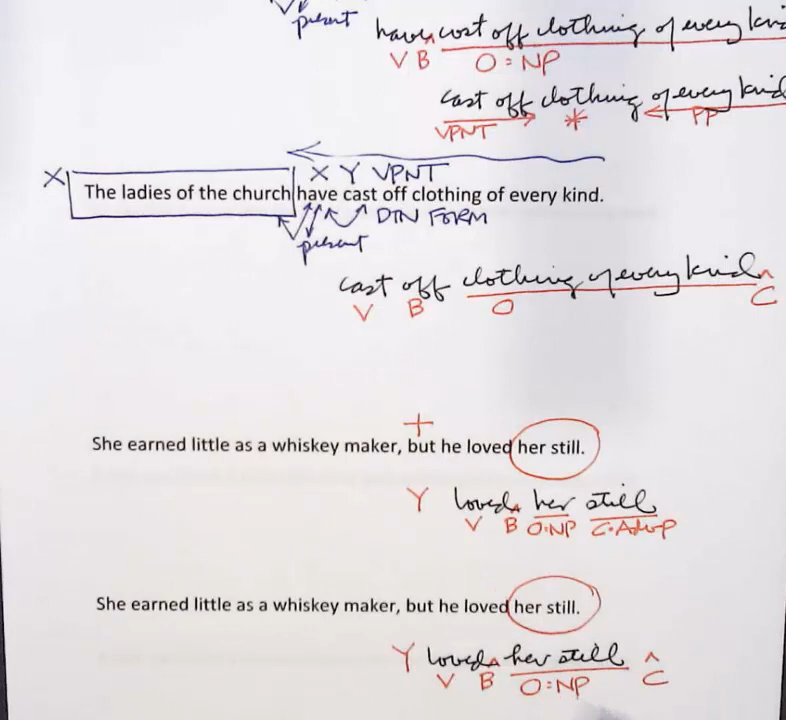 present
have cast off clothing of every kin
V B O:NP
cast off clothing of every kind
VPNT * PP
X X Y VPNT
The ladies of the church have cast off clothing of every kind.
DTN FORM
present
cast off clothing of every kind
V B O C
+
She earned little as a whiskey maker, but he loved her still.
Y loved her still
V B O:NP C:AdvP
She earned little as a whiskey maker, but he loved her still.
Y loved her still
V B O:NP C